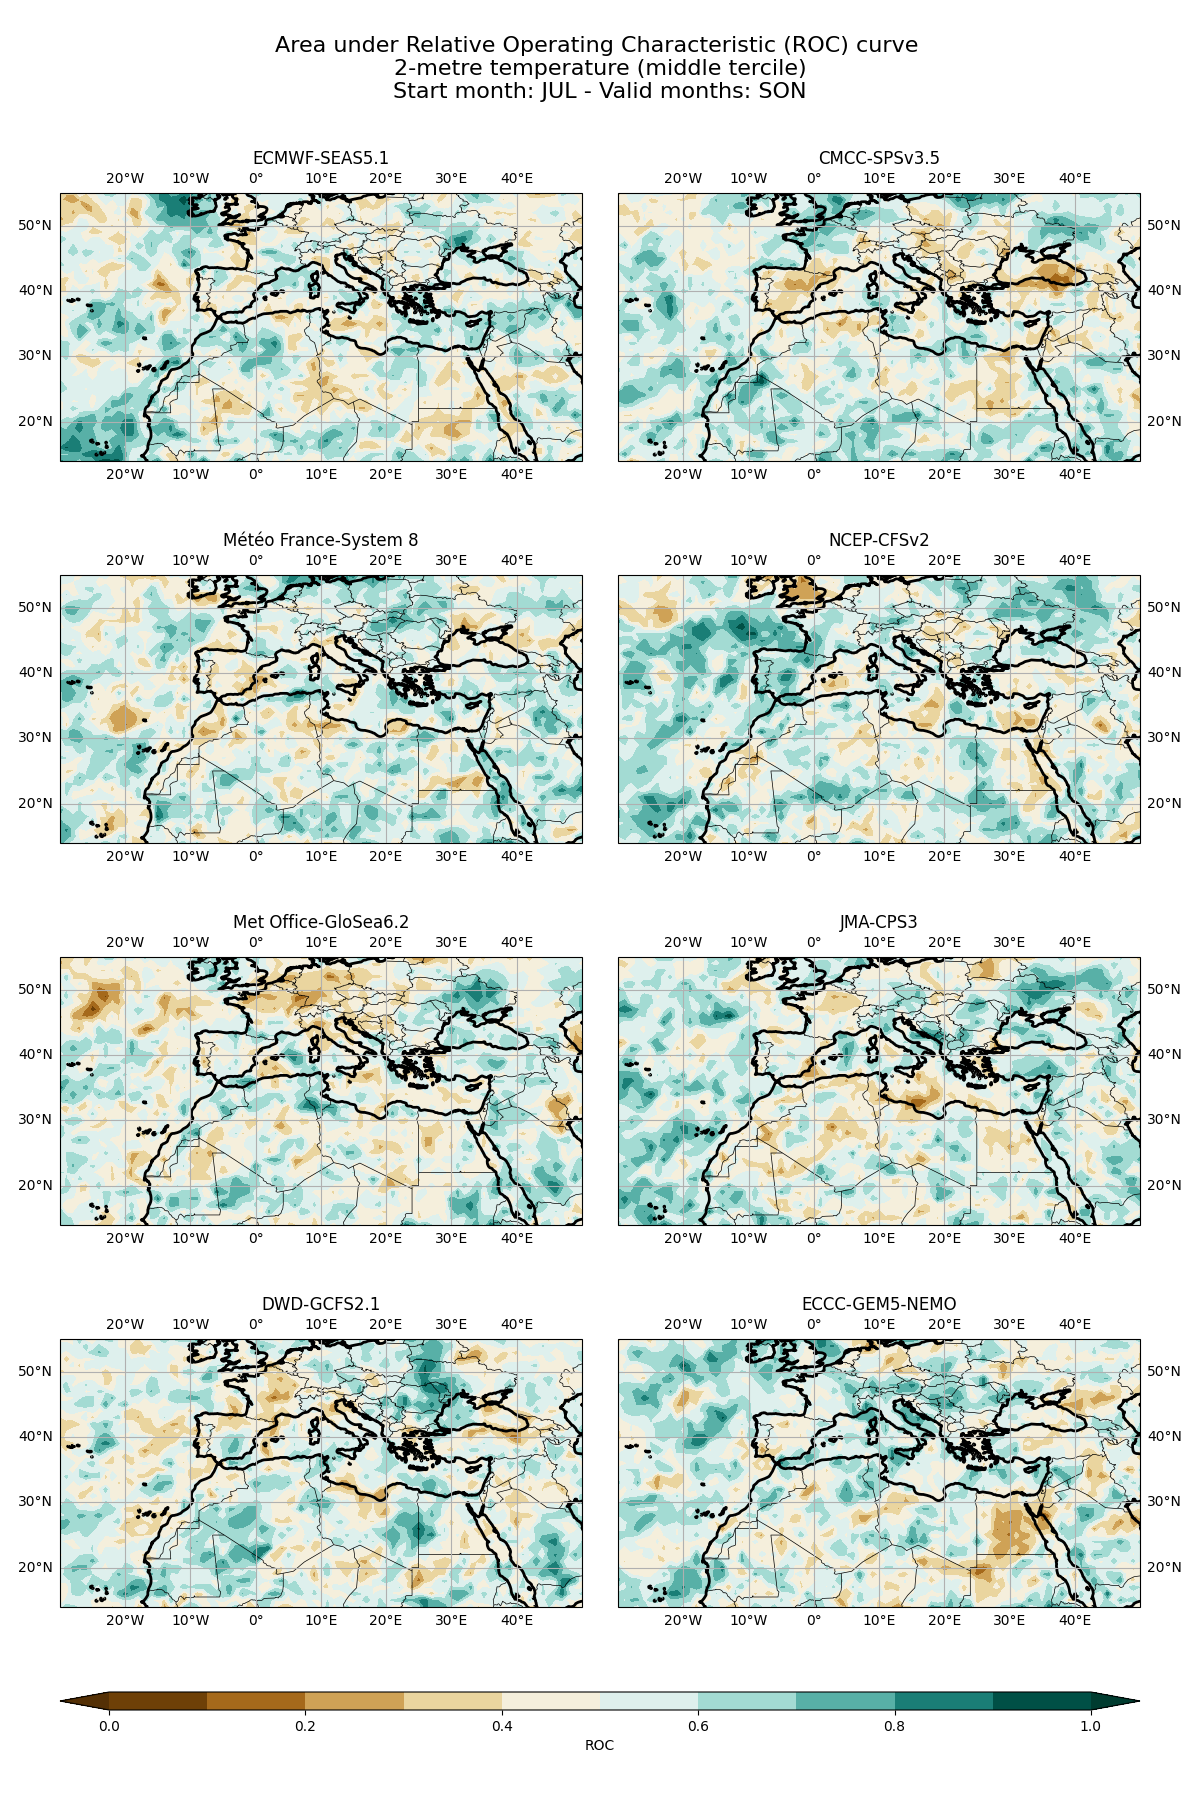 Area under Relative Operating Characteristic (ROC) curve
2-metre temperature (middle tercile)
Start month: JUL - Valid months: SON
ECMWF-SEAS5.1
20°W 10°W 0° 10°E 20°E 30°E 40°E
50°N
40°N
30°N
20°N
20°W 10°W 0° 10°E 20°E 30°E 40°E
CMCC-SPSv3.5
20°W 10°W 0° 10°E 20°E 30°E 40°E
50°N
40°N
30°N
20°N
20°W 10°W 0° 10°E 20°E 30°E 40°E
Météo France-System 8
20°W 10°W 0° 10°E 20°E 30°E 40°E
50°N
40°N
30°N
20°N
20°W 10°W 0° 10°E 20°E 30°E 40°E
NCEP-CFSv2
20°W 10°W 0° 10°E 20°E 30°E 40°E
50°N
40°N
30°N
20°N
20°W 10°W 0° 10°E 20°E 30°E 40°E
Met Office-GloSea6.2
20°W 10°W 0° 10°E 20°E 30°E 40°E
50°N
40°N
30°N
20°N
20°W 10°W 0° 10°E 20°E 30°E 40°E
JMA-CPS3
20°W 10°W 0° 10°E 20°E 30°E 40°E
50°N
40°N
30°N
20°N
20°W 10°W 0° 10°E 20°E 30°E 40°E
DWD-GCFS2.1
20°W 10°W 0° 10°E 20°E 30°E 40°E
50°N
40°N
30°N
20°N
20°W 10°W 0° 10°E 20°E 30°E 40°E
ECCC-GEM5-NEMO
20°W 10°W 0° 10°E 20°E 30°E 40°E
50°N
40°N
30°N
20°N
20°W 10°W 0° 10°E 20°E 30°E 40°E
0.0 0.2 0.4 0.6 0.8 1.0
ROC